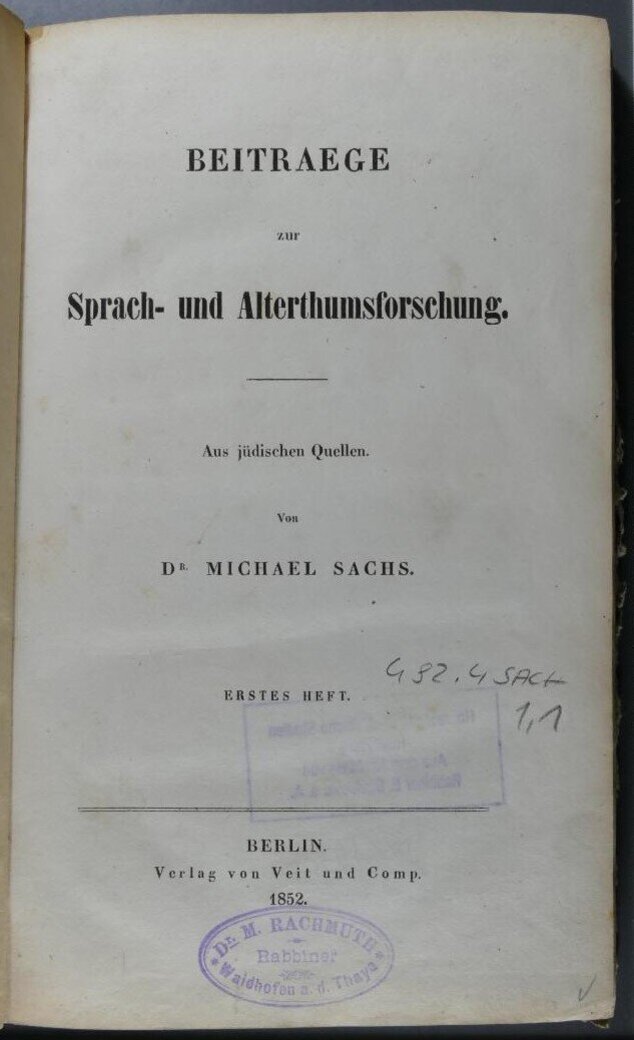 BEITRAEGE
zur
Sprach- und Alterthumsforschung.
Aus jüdischen Quellen.
Von
DR. MICHAEL SACHS.
492.4 SACH
ERSTES HEFT.
1,1
BERLIN.
Verlag von Veit und Comp.
1852.
Dr. M. RACHMUTH
Rabbiner
Waidhofen a. d. Thaya